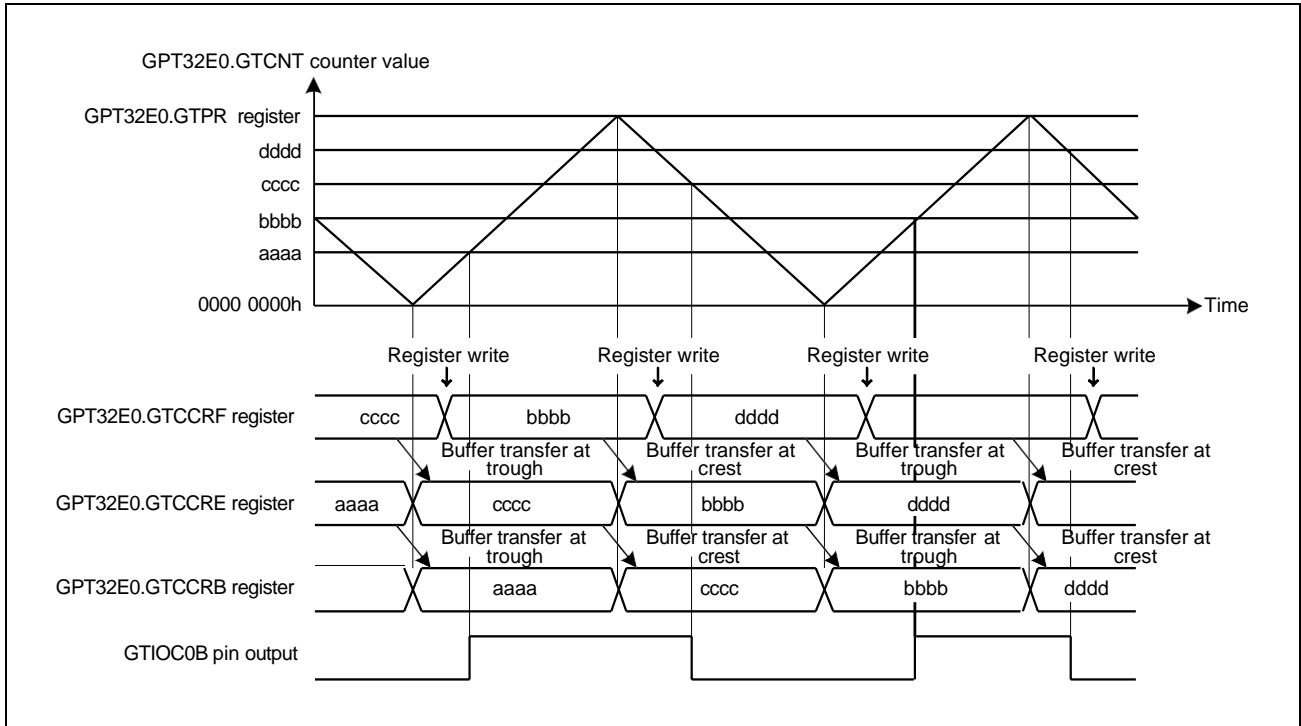 GPT32E0.GTCNT counter value
GPT32E0.GTPR register
dddd
cccc
bbbb
aaaa
0000 0000h
Time
Register write Register write Register write Register write
GPT32E0.GTCCRF register cccc bbbb dddd
Buffer transfer at trough
Buffer transfer at crest
Buffer transfer at trough
Buffer transfer at crest
GPT32E0.GTCCRE register aaaa cccc bbbb dddd
Buffer transfer at trough
Buffer transfer at crest
Buffer transfer at trough
Buffer transfer at crest
GPT32E0.GTCCRB register aaaa cccc bbbb dddd
GTIOC0B pin output